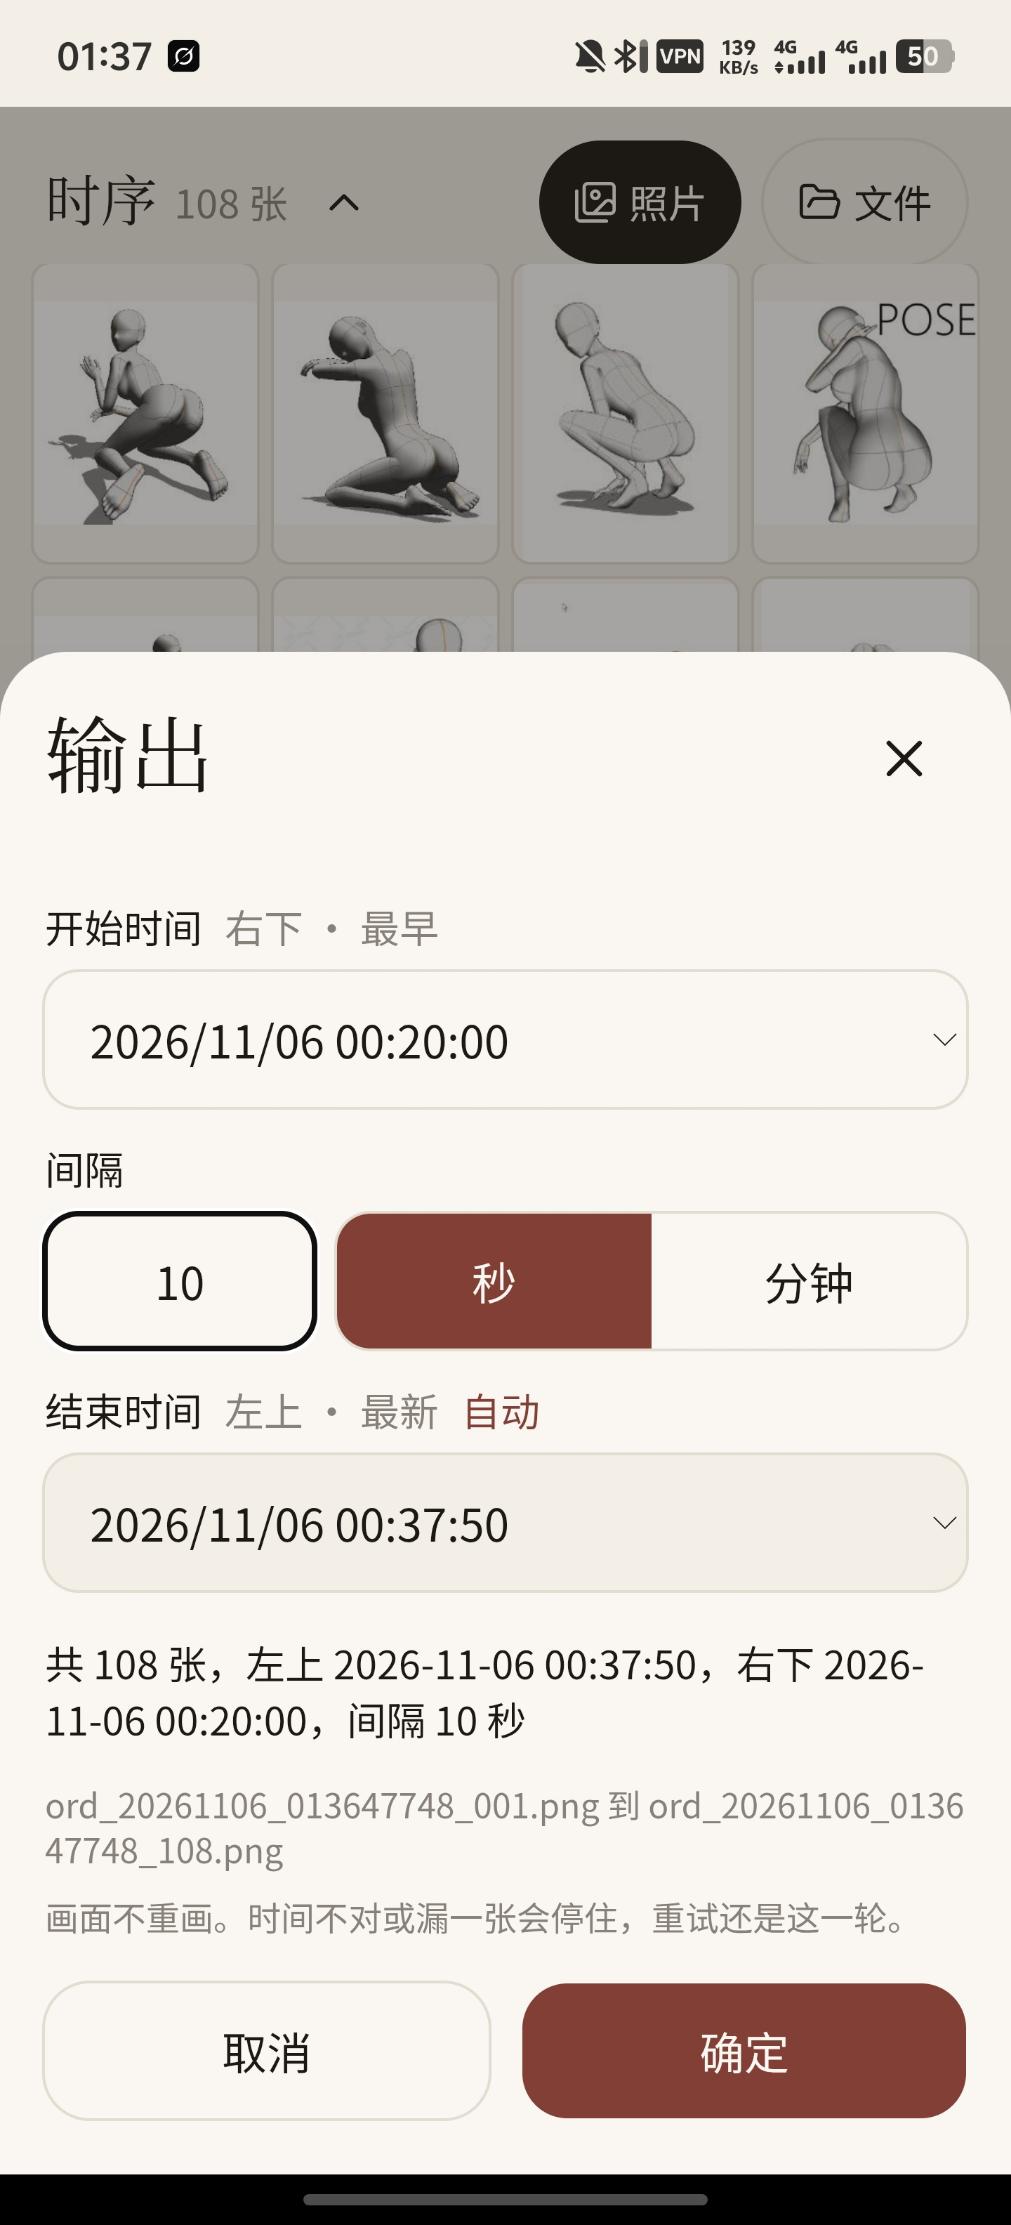 01:37
VPN
139
KB/s
4G
4G
50
时序 108 张
照片
文件
POSE
输出
开始时间 右下 · 最早
2026/11/06 00:20:00
间隔
10
秒
分钟
结束时间 左上 · 最新 自动
2026/11/06 00:37:50
共 108 张，左上 2026-11-06 00:37:50，右下 2026-
11-06 00:20:00，间隔 10 秒
ord_20261106_013647748_001.png 到 ord_20261106_0136
47748_108.png
画面不重画。时间不对或漏一张会停住，重试还是这一轮。
取消
确定